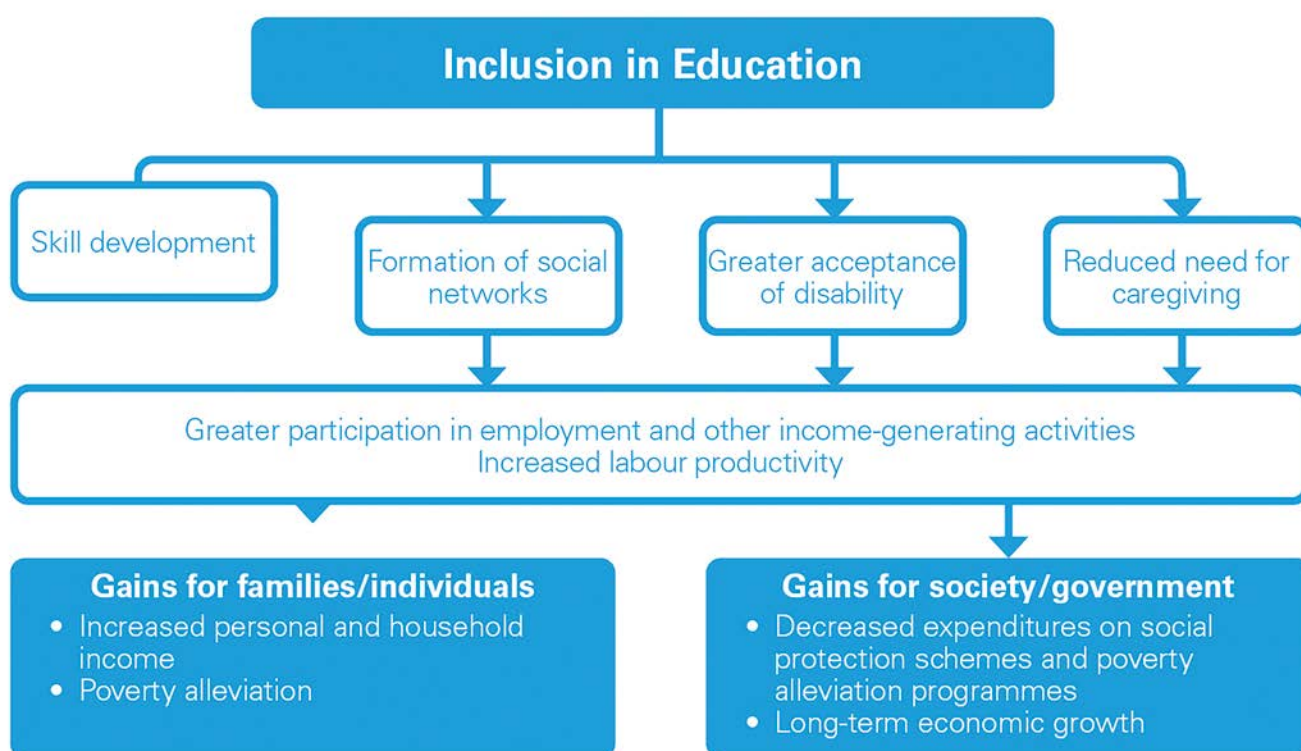 Inclusion in Education
Skill development
Formation of social
networks
Greater acceptance
of disability
Reduced need for
caregiving
Greater participation in employment and other income-generating activities
Increased labour productivity
Gains for families/individuals
• Increased personal and household
income
• Poverty alleviation
Gains for society/government
• Decreased expenditures on social
protection schemes and poverty
alleviation programmes
• Long-term economic growth